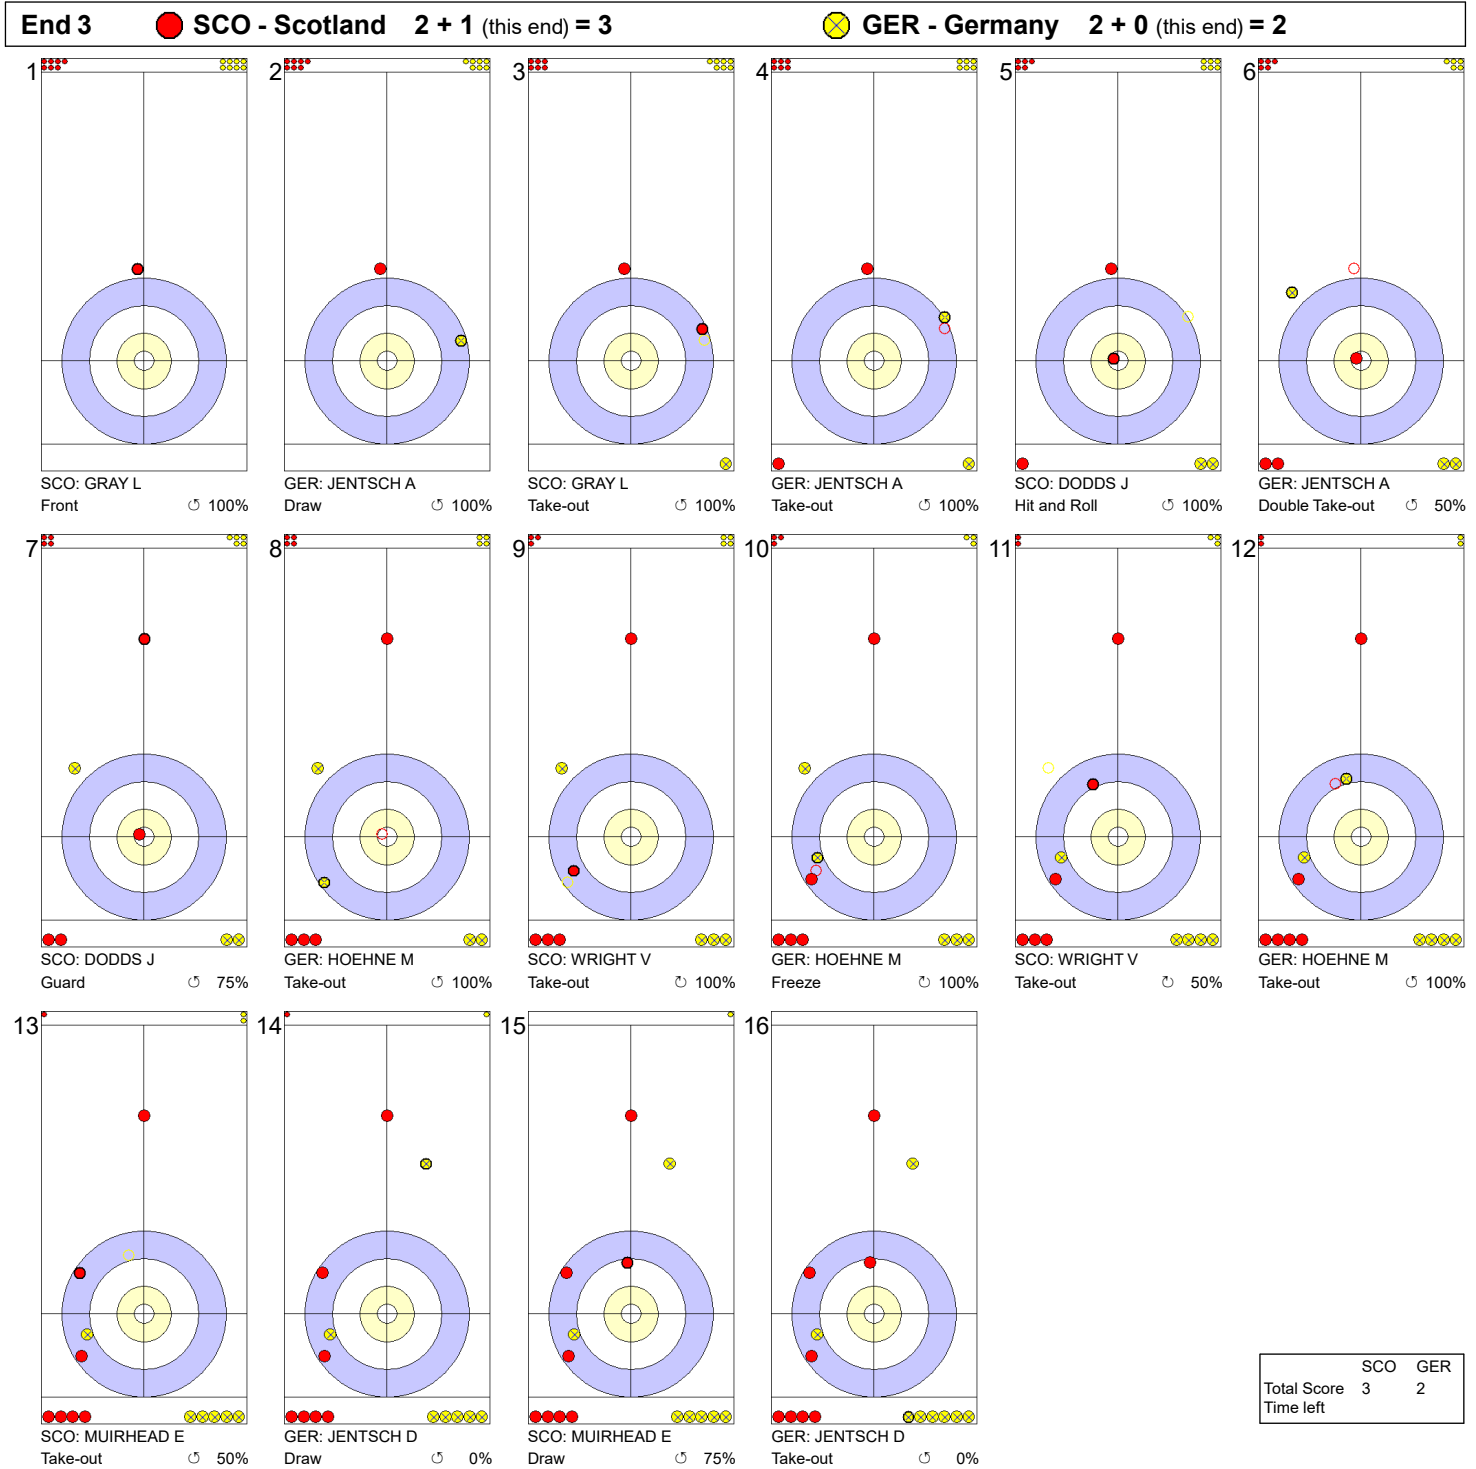 End 3 SCO - Scotland 2 + 1 (this end) = 3 GER - Germany 2 + 0 (this end) = 2
1 2 3 4 5 6
SCO: GRAY L GER: JENTSCH A SCO: GRAY L GER: JENTSCH A SCO: DODDS J GER: JENTSCH A
Front ↺ 100% Draw ↺ 100% Take-out ↺ 100% Take-out ↺ 100% Hit and Roll ↺ 100% Double Take-out ↺ 50%
7 8 9 10 11 12
SCO: DODDS J GER: HOEHNE M SCO: WRIGHT V GER: HOEHNE M SCO: WRIGHT V GER: HOEHNE M
Guard ↺ 75% Take-out ↺ 100% Take-out ↺ 100% Freeze ↻ 100% Take-out ↻ 50% Take-out ↺ 100%
13 14 15 16
SCO: MUIRHEAD E GER: JENTSCH D SCO: MUIRHEAD E GER: JENTSCH D
Take-out ↺ 50% Draw ↺ 0% Draw ↺ 75% Take-out ↺ 0%
SCO GER
Total Score 3 2
Time left